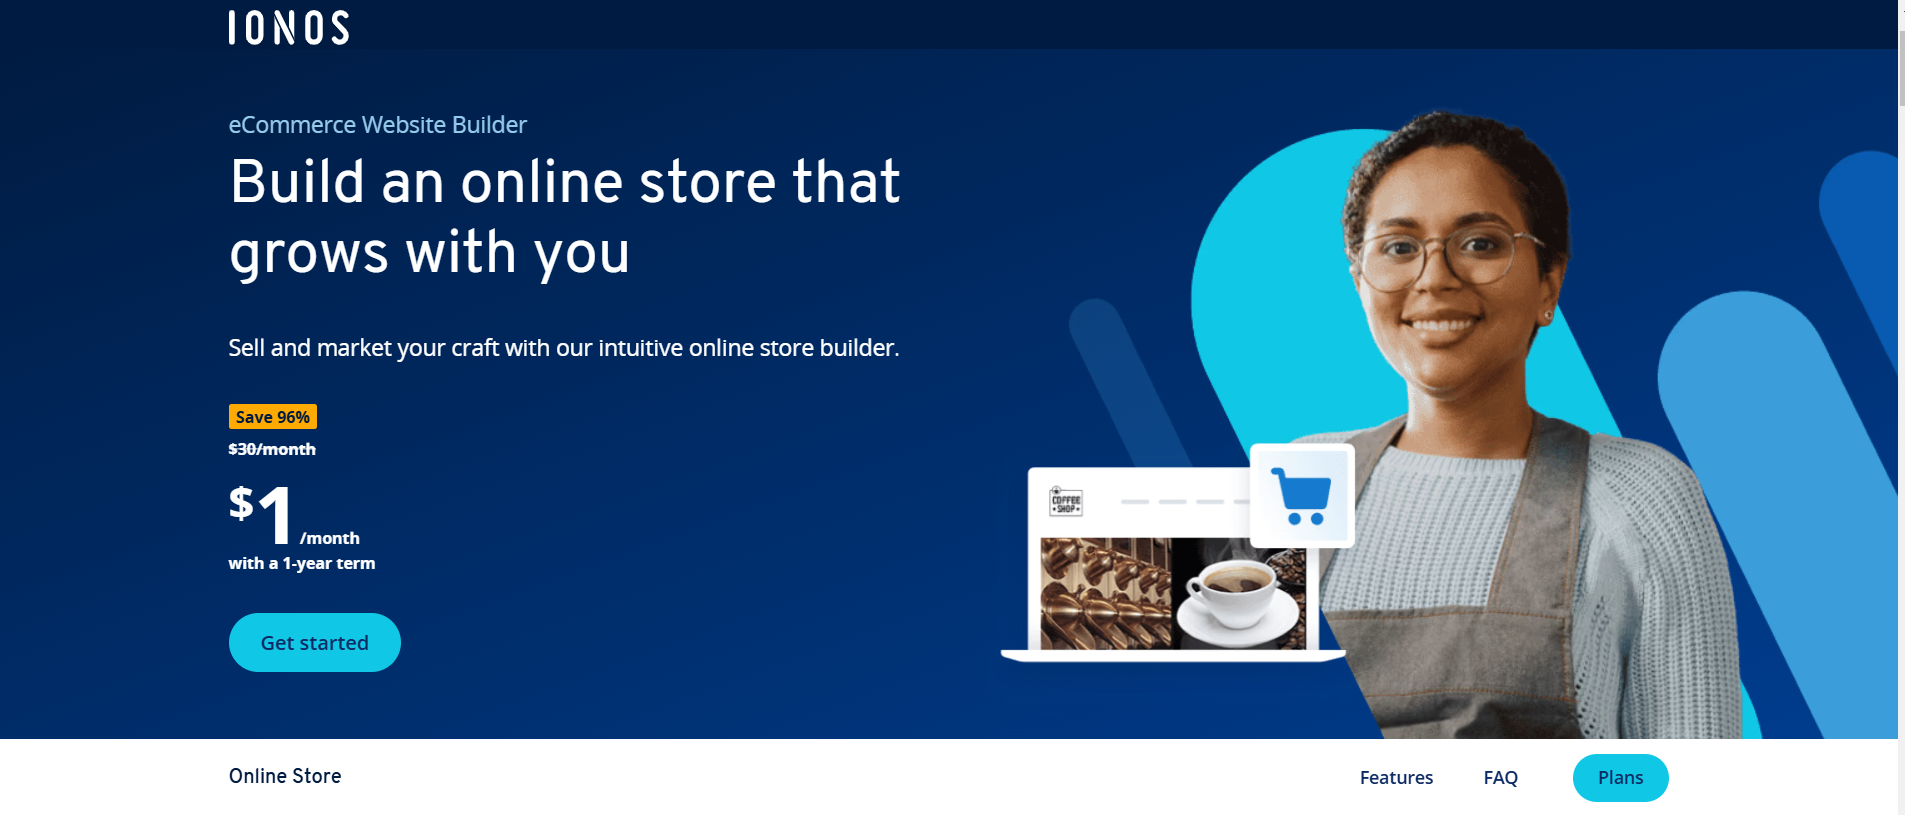 IONOS
eCommerce Website Builder
Build an online store that
grows with you
Sell and market your craft with our intuitive online store builder.
Save 96%
$30/month
$1/month
with a 1-year term
Get started
COFFEE
SHOP
Online Store
Features
FAQ
Plans